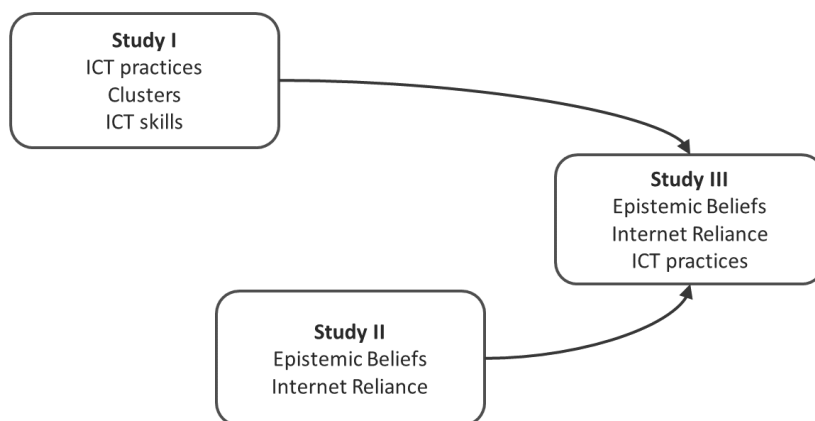 Study I
ICT practices
Clusters
ICT skills
Study III
Epistemic Beliefs
Internet Reliance
ICT practices
Study II
Epistemic Beliefs
Internet Reliance